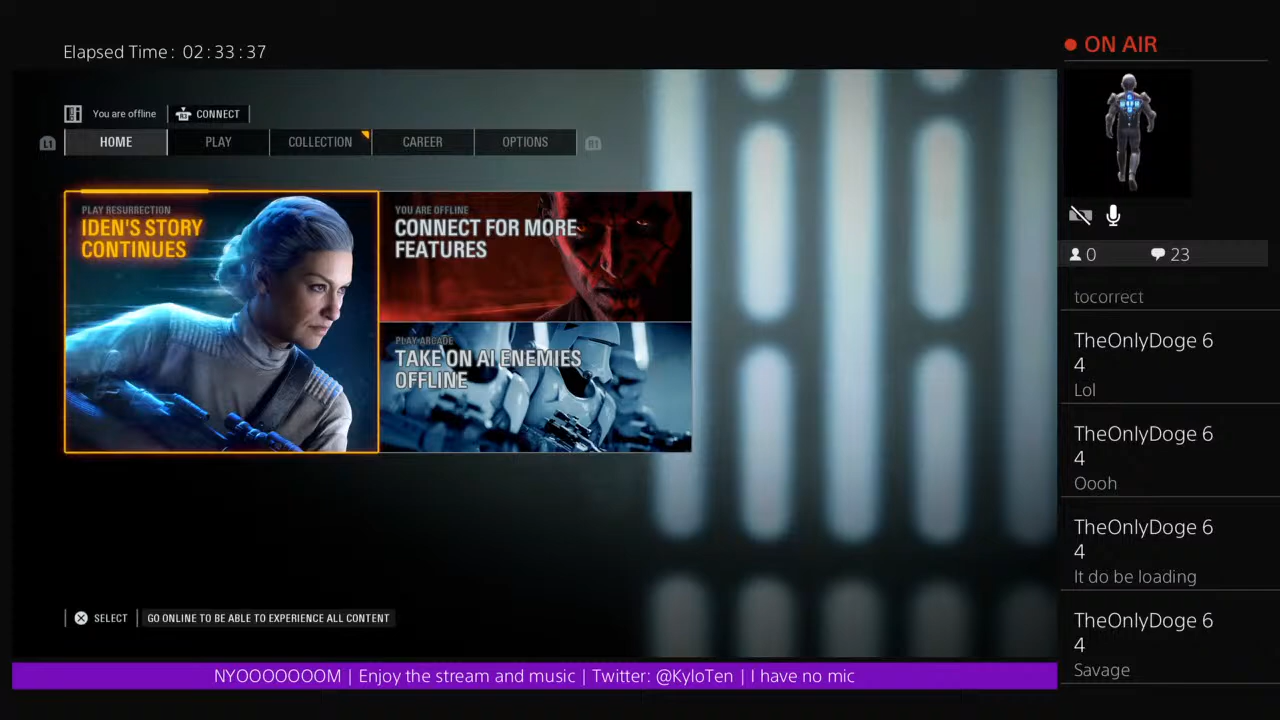 Elapsed Time: 02:33:37
ON AIR
You are offline
CONNECT
L1
HOME
PLAY
COLLECTION
CAREER
OPTIONS
R1
PLAY RESURRECTION
IDEN'S STORY
CONTINUES
YOU ARE OFFLINE
CONNECT FOR MORE
FEATURES
PLAY ARCADE
TAKE ON AI ENEMIES
OFFLINE
SELECT
GO ONLINE TO BE ABLE TO EXPERIENCE ALL CONTENT
NYOOOOOOOM | Enjoy the stream and music | Twitter: @KyloTen | I have no mic
0
23
tocorrect
TheOnlyDoge 6
4
Lol
TheOnlyDoge 6
4
Oooh
TheOnlyDoge 6
4
It do be loading
TheOnlyDoge 6
4
Savage